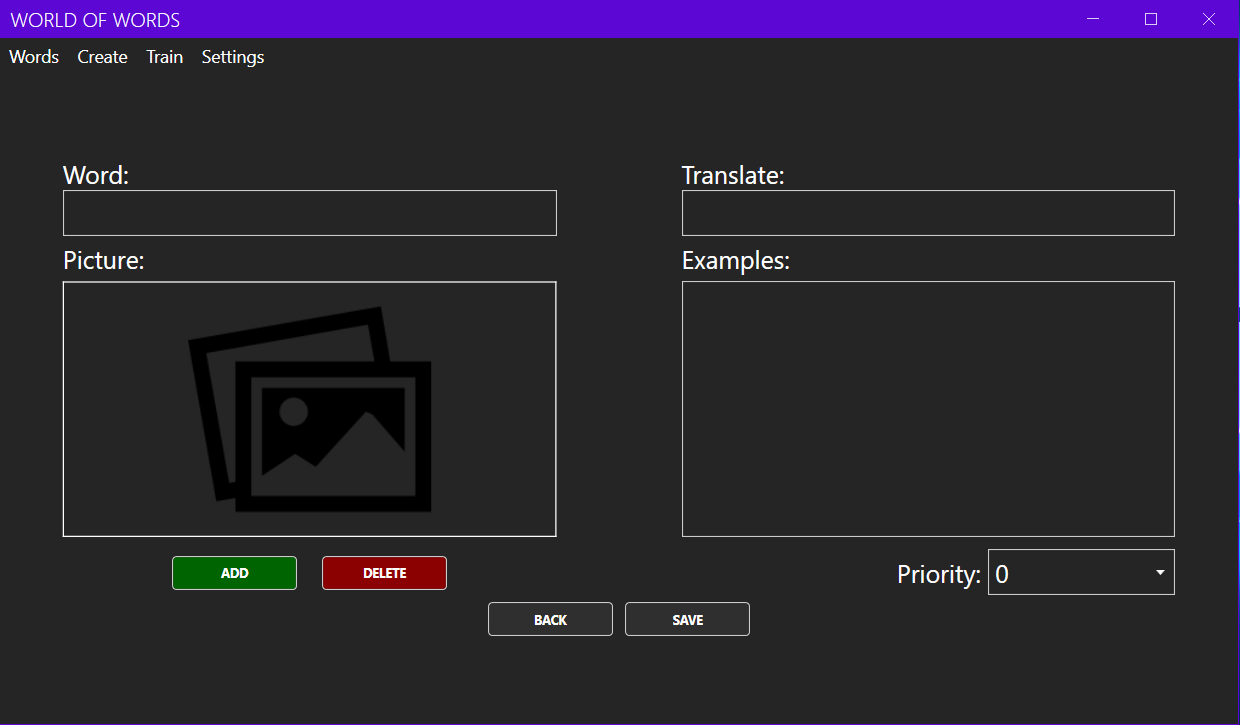 WORLD OF WORDS
Words Create Train Settings
Word:
Translate:
Picture:
Examples:
ADD DELETE
Priority: 0
BACK SAVE